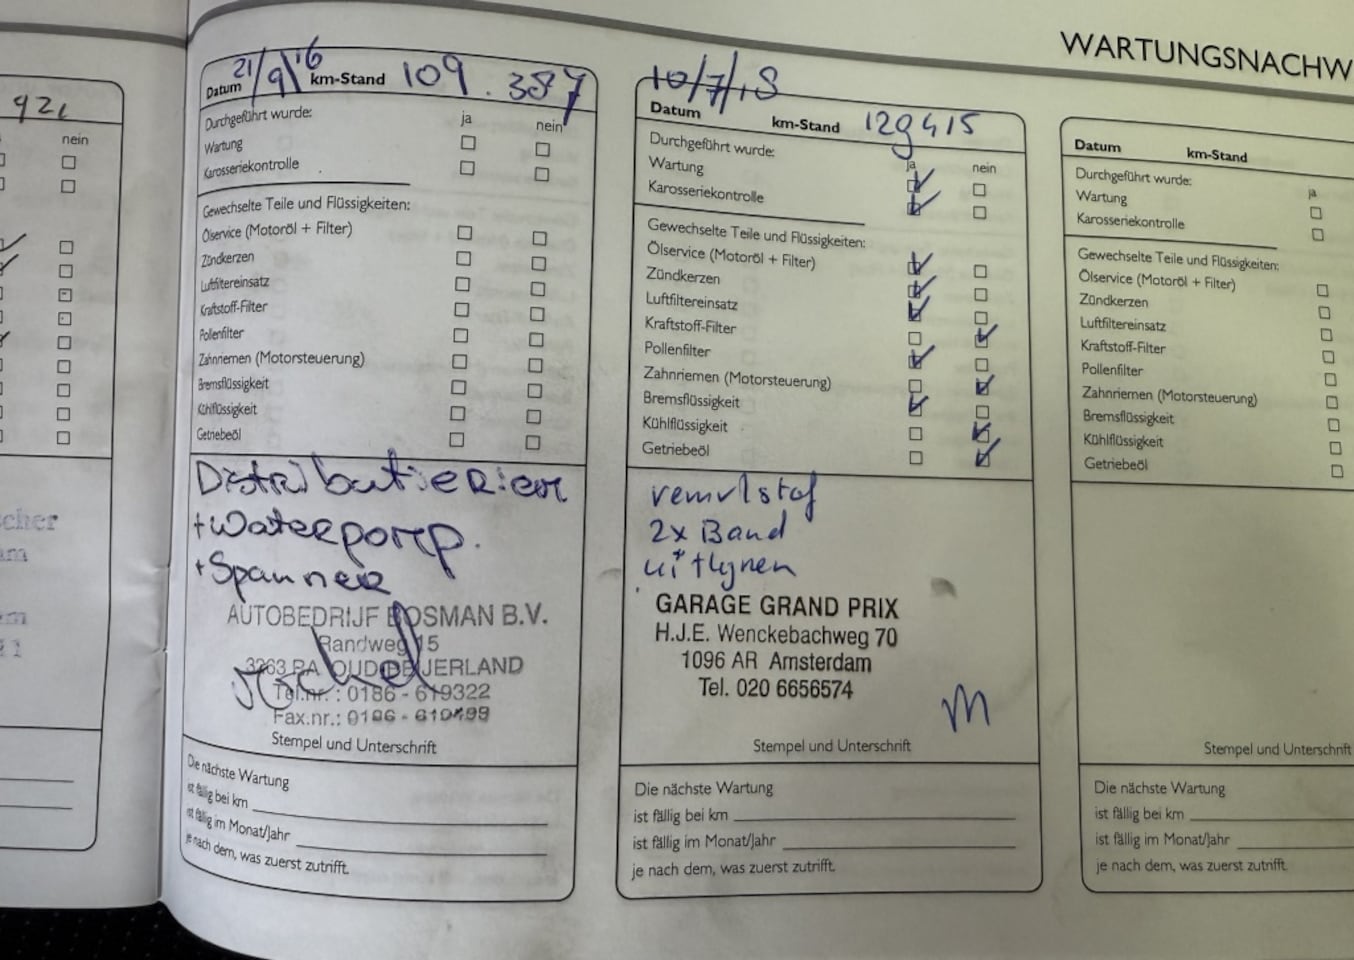 WARTUNGSNACHW
nein
cher
Datum 21/9/'16 km-Stand 109.387
Durchgeführt wurde: ja nein
Wartung
Karosseriekontrolle
Gewechselte Teile und Flüssigkeiten:
Ölservice (Motoröl + Filter)
Zündkerzen
Luftfiltereinsatz
Kraftstoff-Filter
Pollenfilter
Zahnriemen (Motorsteuerung)
Bremsflüssigkeit
Kühlflüssigkeit
Getriebeöl
Distributieriem
+ Waterpomp.
+ Spanner
AUTOBEDRIJF BOSMAN B.V.
Randweg 15
OUD-BEIJERLAND
Tel.nr.: 0186 - 619322
Fax.nr.:
Stempel und Unterschrift
Die nächste Wartung
ist fällig bei km
ist fällig im Monat/Jahr
je nach dem, was zuerst zutrifft.
10/7/18
Datum km-Stand 129415
Durchgeführt wurde: ja nein
Wartung
Karosseriekontrolle
Gewechselte Teile und Flüssigkeiten:
Ölservice (Motoröl + Filter)
Zündkerzen
Luftfiltereinsatz
Kraftstoff-Filter
Pollenfilter
Zahnriemen (Motorsteuerung)
Bremsflüssigkeit
Kühlflüssigkeit
Getriebeöl
2x Band
uitlynen
GARAGE GRAND PRIX
H.J.E. Wenckebachweg 70
1096 AR Amsterdam
Tel. 020 6656574
Stempel und Unterschrift
Die nächste Wartung
ist fällig bei km
ist fällig im Monat/Jahr
je nach dem, was zuerst zutrifft.
Datum km-Stand
Durchgeführt wurde: ja
Wartung
Karosseriekontrolle
Gewechselte Teile und Flüssigkeiten:
Ölservice (Motoröl + Filter)
Zündkerzen
Luftfiltereinsatz
Kraftstoff-Filter
Pollenfilter
Zahnriemen (Motorsteuerung)
Bremsflüssigkeit
Kühlflüssigkeit
Getriebeöl
Stempel und Unterschrift
Die nächste Wartung
ist fällig bei km
ist fällig im Monat/Jahr
je nach dem, was zuerst zutrifft.